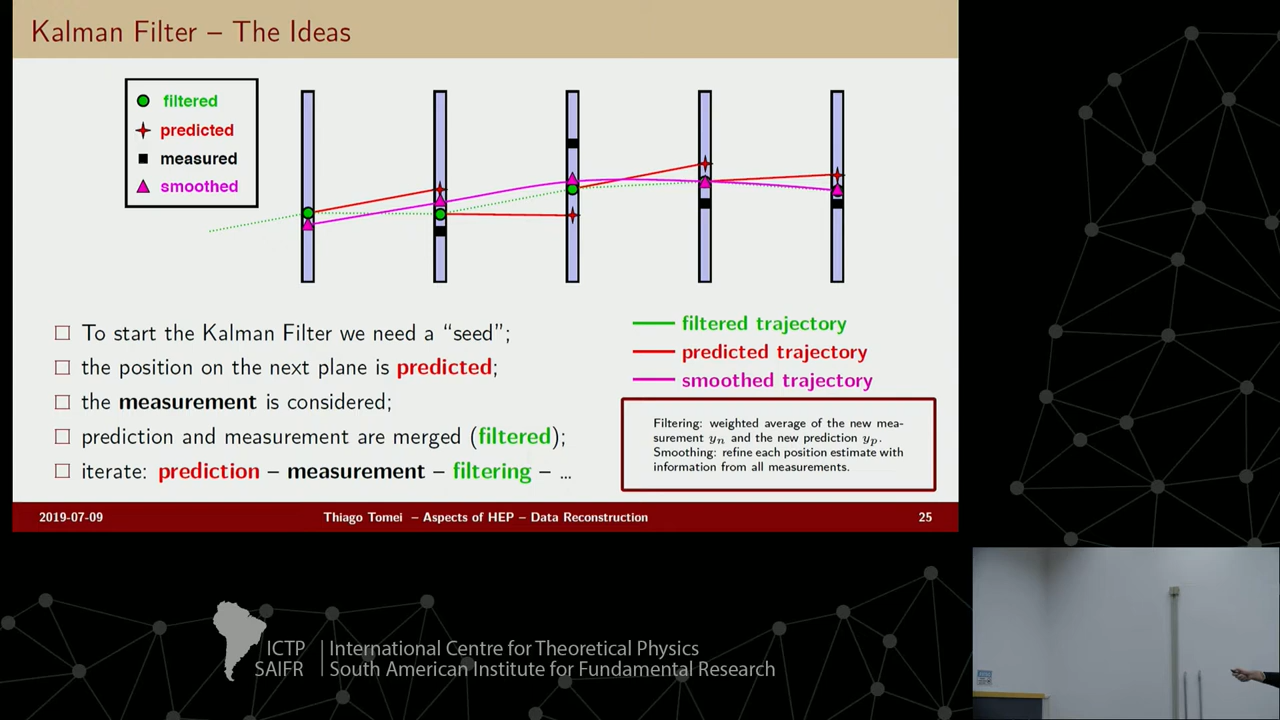 Kalman Filter – The Ideas
filtered
predicted
measured
smoothed
□ To start the Kalman Filter we need a “seed”;
□ the position on the next plane is predicted;
□ the measurement is considered;
□ prediction and measurement are merged (filtered);
□ iterate: prediction – measurement – filtering – ...
filtered trajectory
predicted trajectory
smoothed trajectory
Filtering: weighted average of the new mea-
surement yₙ and the new prediction yₚ.
Smoothing: refine each position estimate with
information from all measurements.
2019-07-09
Thiago Tomei – Aspects of HEP – Data Reconstruction
25
ICTP
SAIFR
International Centre for Theoretical Physics
South American Institute for Fundamental Research